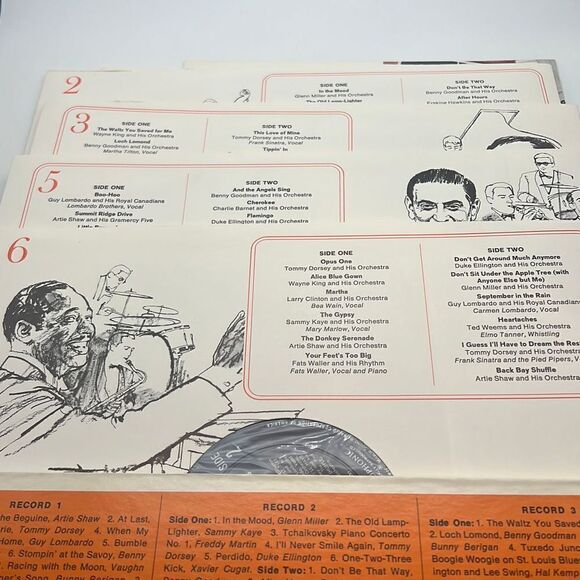 2
SIDE ONE
In the Mood
Glenn Miller and His Orchestra
The Old Lamp-Lighter
SIDE TWO
Don't Be That Way
Benny Goodman and His Orchestra
After Hours
Erskine Hawkins and His Orchestra
3
SIDE ONE
The Waltz You Saved for Me
Wayne King and His Orchestra
Loch Lomond
Benny Goodman and His Orchestra
Martha Tilton, Vocal
SIDE TWO
This Love of Mine
Tommy Dorsey and His Orchestra
Frank Sinatra, Vocal
Tippin' In
5
SIDE ONE
Boo-Hoo
Guy Lombardo and His Royal Canadians
Lombardo Brothers, Vocal
Summit Ridge Drive
Artie Shaw and His Gramercy Five
SIDE TWO
And the Angels Sing
Benny Goodman and His Orchestra
Cherokee
Charlie Barnet and His Orchestra
Flamingo
Duke Ellington and His Orchestra
6
SIDE ONE
Opus One
Tommy Dorsey and His Orchestra
Alice Blue Gown
Wayne King and His Orchestra
Martha
Larry Clinton and His Orchestra
Bea Wain, Vocal
The Gypsy
Sammy Kaye and His Orchestra
Mary Marlow, Vocal
The Donkey Serenade
Artie Shaw and His Orchestra
Your Feet's Too Big
Fats Waller and His Rhythm
Fats Waller, Vocal and Piano
SIDE TWO
Don't Get Around Much Anymore
Duke Ellington and His Orchestra
Don't Sit Under the Apple Tree (with
Anyone Else but Me)
Glenn Miller and His Orchestra
September in the Rain
Guy Lombardo and His Royal Canadians
Carmen Lombardo, Vocal
Heartaches
Ted Weems and His Orchestra
Elmo Tanner, Whistling
I Guess I'll Have to Dream the Rest
Tommy Dorsey and His Orchestra
Frank Sinatra and the Pied Pipers, Vocal
Back Bay Shuffle
Artie Shaw and His Orchestra
SIDE
2
RECORD 1
the Beguine, Artie Shaw 2. At Last,
Tommy Dorsey 4. When My
Home, 5. Bumble
6 Stompin' at the Savoy, Benny
7. Racing with the Moon, Vaughn
Song, Bunny Berigan
RECORD 2
Side One: 1. In the Mood, Glenn Miller 2. The Old Lamp-
Lighter, Sammy Kaye 3. Tchaikovsky Piano Concerto
No. 1, Freddy Martin 4. I'll Never Smile Again, Tommy
Dorsey 5. Perdido, Duke Ellington 6. One-Two-Three
Kick, Xavier Cugat. Side Two: 1. Don't Be That Way,
RECORD 3
Side One: 1. The Waltz You Saved
2. Loch Lomond, Benny Goodman
Bunny Berigan 4. Tuxedo Junc
Boogie Woogie on St. Louis Blue
ington and Lee Swing, Hal Kemp